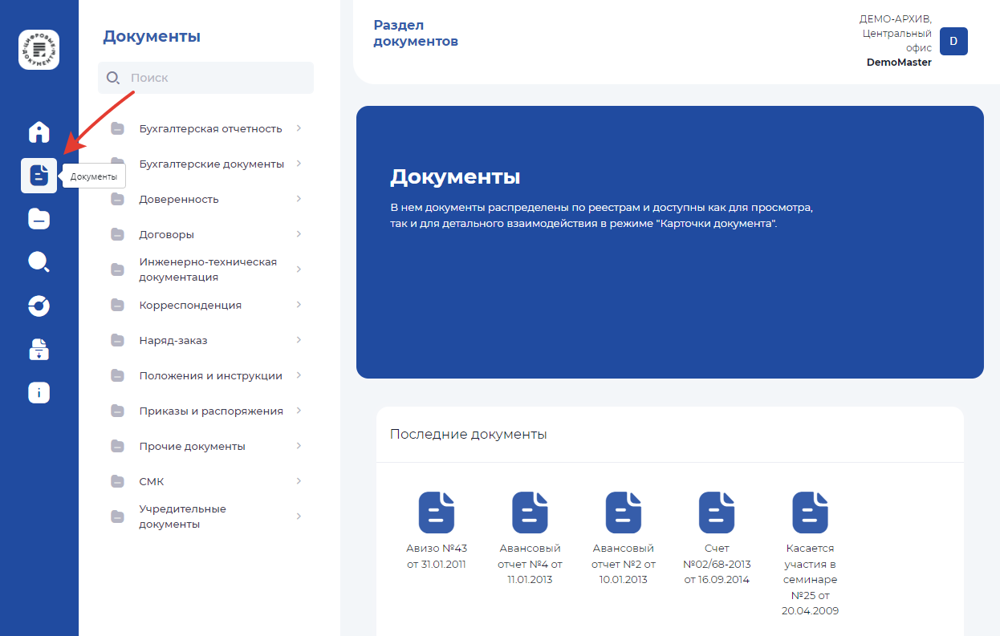 ЦИФРОВЫЕ
ДОКУМЕНТЫ
Документы
Поиск
Бухгалтерская отчетность
Бухгалтерские документы
Документы
Доверенность
Договоры
Инженерно-техническая
документация
Корреспонденция
Наряд-заказ
Положения и инструкции
Приказы и распоряжения
Прочие документы
СМК
Учредительные
документы
Раздел
документов
ДЕМО-АРХИВ,
Центральный
офис
DemoMaster
D
Документы
В нем документы распределены по реестрам и доступны как для просмотра,
так и для детального взаимодействия в режиме "Карточки документа".
Последние документы
Авизо №43
от 31.01.2011
Авансовый
отчет №4 от
11.01.2013
Авансовый
отчет №2 от
10.01.2013
Счет
№02/68-2013
от 16.09.2014
Касается
участия в
семинаре
№25 от
20.04.2009